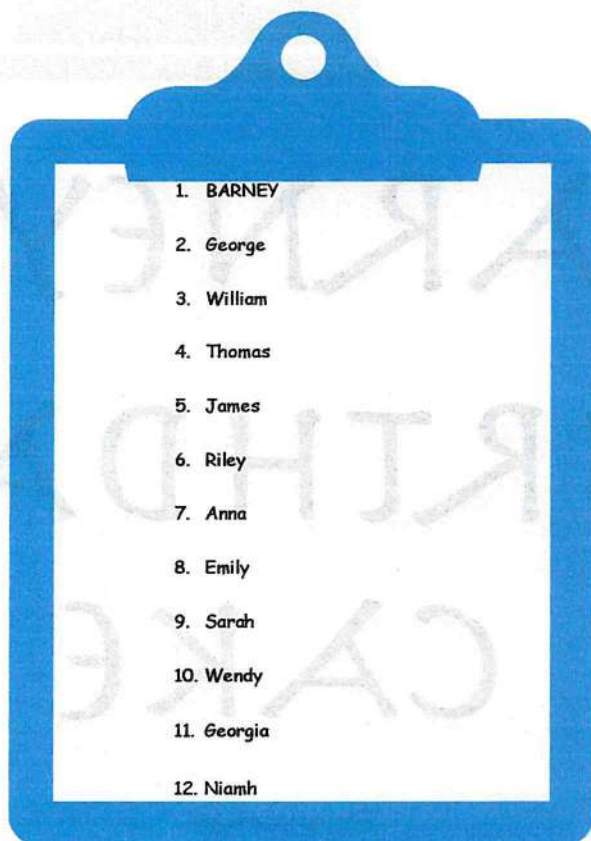 1. BARNEY
2. George
3. William
4. Thomas
5. James
6. Riley
7. Anna
8. Emily
9. Sarah
10. Wendy
11. Georgia
12. Niamh